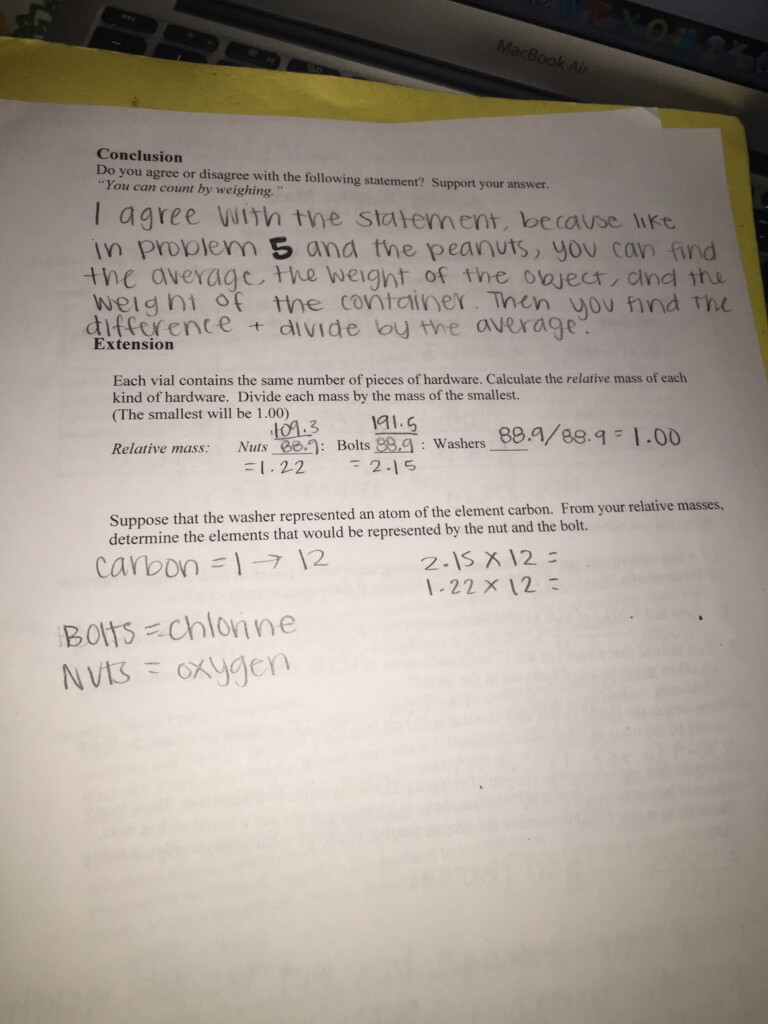 esc
MacBook Air
Conclusion
Do you agree or disagree with the following statement? Support your answer.
"You can count by weighing."
I agree with the statement, because like
in problem 5 and the peanuts, you can find
the average, the weight of the object, and the
weight of the container. Then you find the
difference + divide by the average.
Extension
Each vial contains the same number of pieces of hardware. Calculate the relative mass of each
kind of hardware. Divide each mass by the mass of the smallest.
(The smallest will be 1.00)
109.3 191.5
Relative mass: Nuts 88.9: Bolts 88.9 : Washers ___ 88.9/88.9 = 1.00
=1.22 = 2.15
Suppose that the washer represented an atom of the element carbon. From your relative masses,
determine the elements that would be represented by the nut and the bolt.
carbon = 1 → 12 2.15 X 12 =
1.22 X 12 =
Bolts = chlorine
Nuts = oxygen